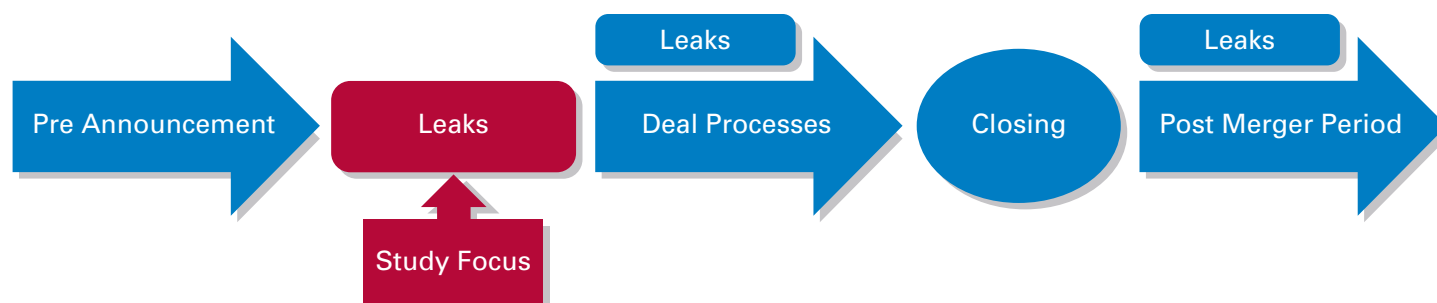 Leaks
Leaks
Pre Announcement
Leaks
Deal Processes
Closing
Post Merger Period
Study Focus